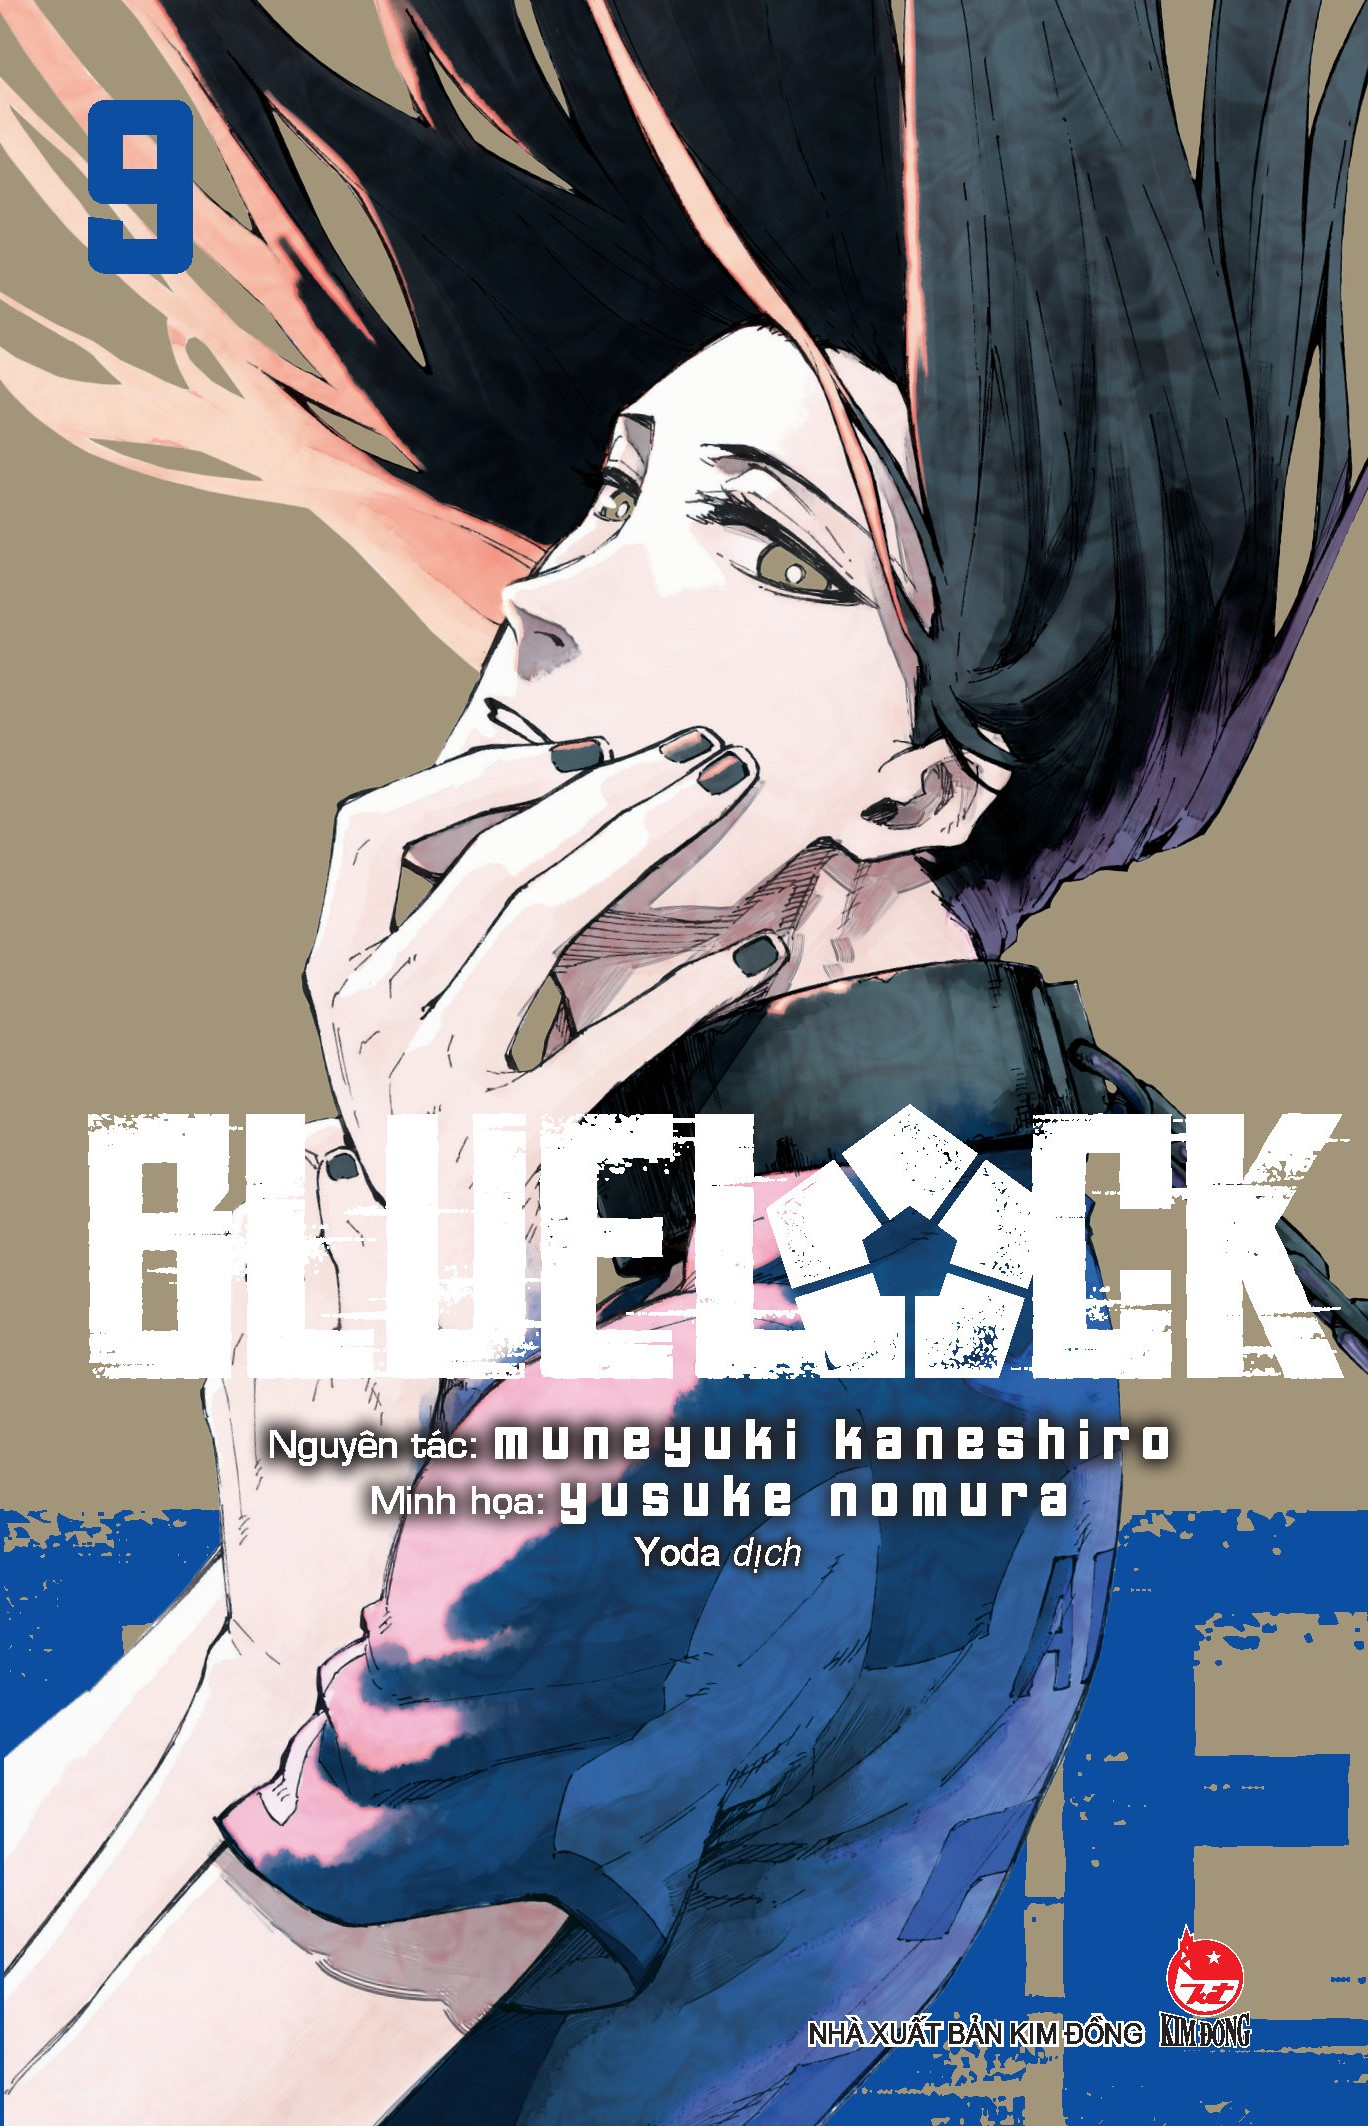 9
BLUELOCK
Nguyên tác: muneyuki kaneshiro
Minh họa: yusuke nomura
Yoda dịch
NHÀ XUẤT BẢN KIM ĐỒNG
KIM ĐỒNG